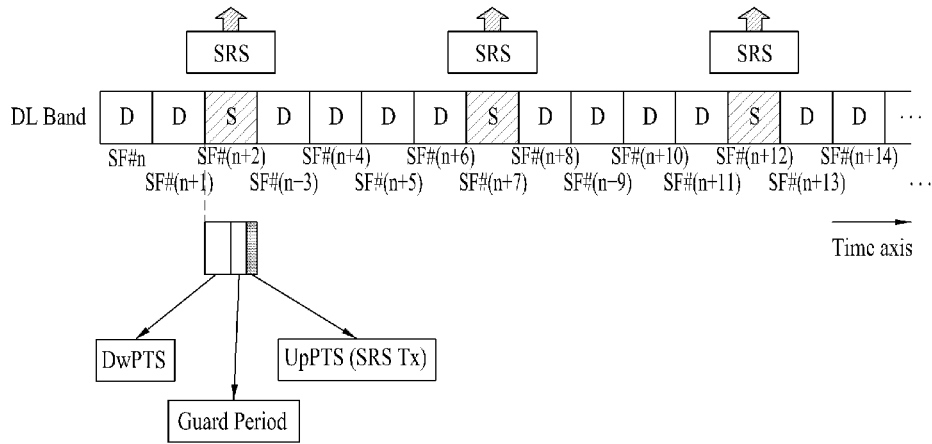 SRS SRS SRS
DL Band D D S D D D D S D D D D S D D ...
SF#n SF#(n+2) SF#(n+4) SF#(n+6) SF#(n+8) SF#(n+10) SF#(n+12) SF#(n+14)
SF#(n+1) SF#(n−3) SF#(n+5) SF#(n+7) SF#(n−9) SF#(n+11) SF#(n+13) ...
Time axis
DwPTS
UpPTS (SRS Tx)
Guard Period